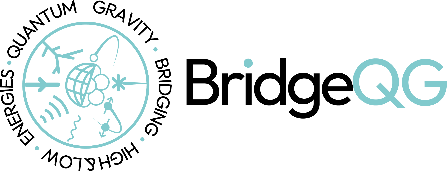 QUANTUM GRAVITY · BRIDGING HIGH&LOW ENERGIES ·
BridgeQG